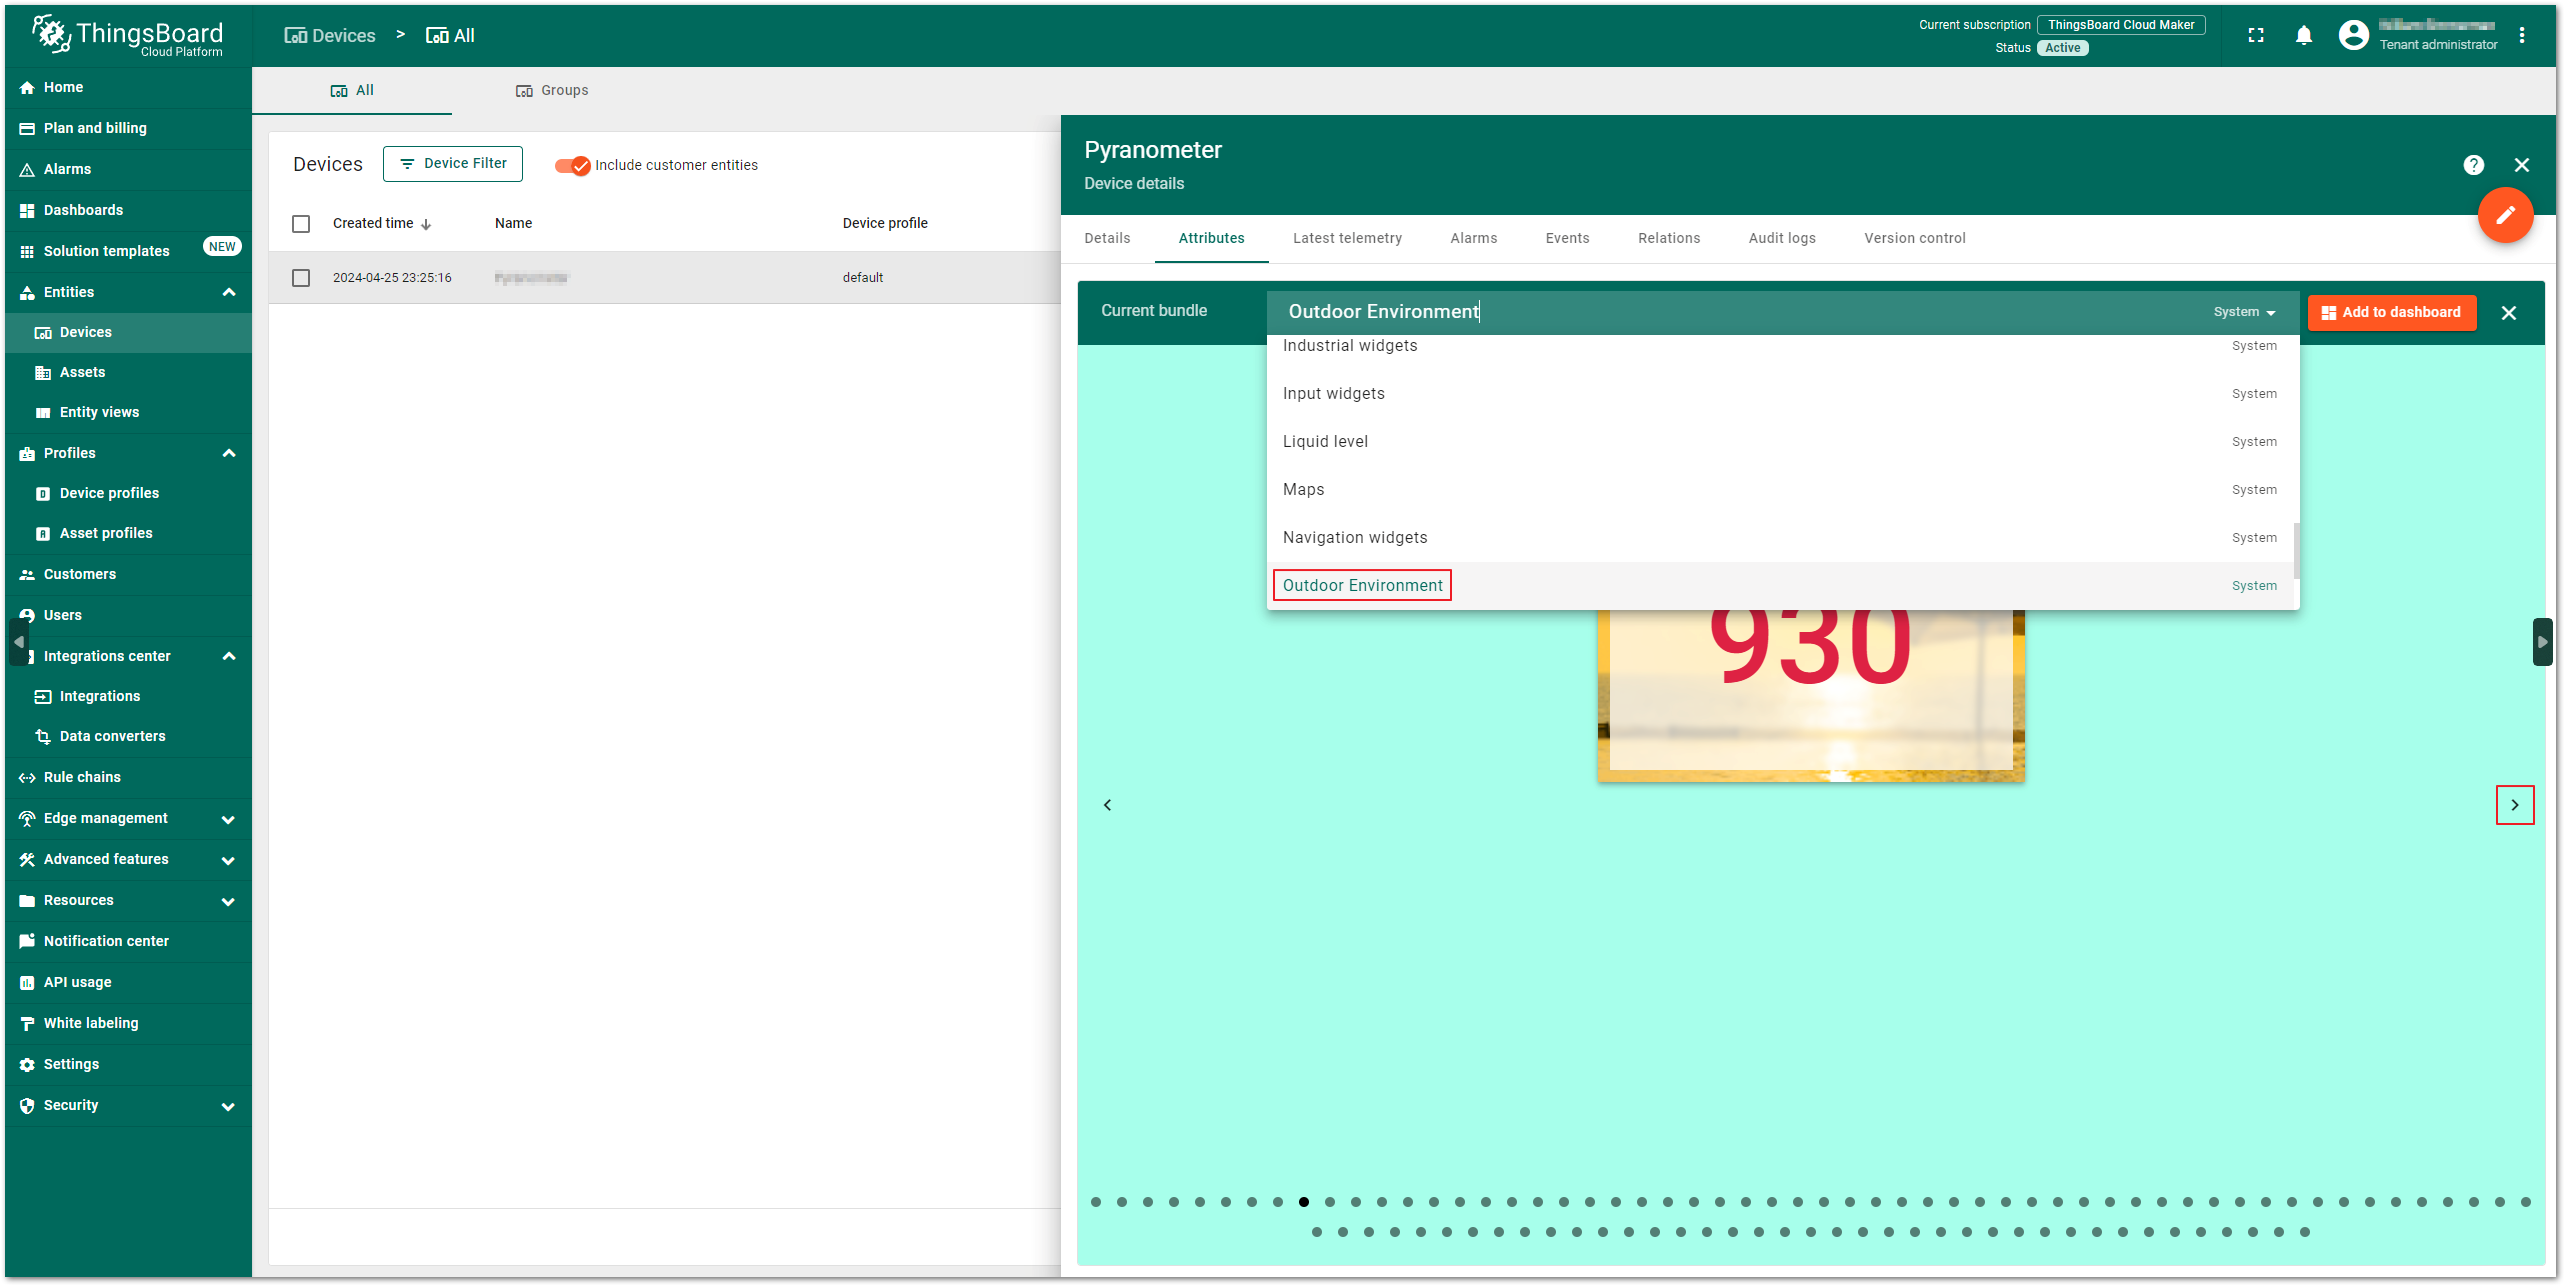 ThingsBoard
Cloud Platform
Devices > All
Current subscription ThingsBoard Cloud Maker
Status Active
Tenant administrator
Home
Plan and billing
Alarms
Dashboards
Solution templates NEW
Entities
Devices
Assets
Entity views
Profiles
Device profiles
Asset profiles
Customers
Users
Integrations center
Integrations
Data converters
Rule chains
Edge management
Advanced features
Resources
Notification center
API usage
White labeling
Settings
Security
All Groups
Devices Device Filter Include customer entities
Created time Name Device profile
2024-04-25 23:25:16 default
Pyranometer
Device details
Details Attributes Latest telemetry Alarms Events Relations Audit logs Version control
Current bundle Outdoor Environment System Add to dashboard
Industrial widgets System
Input widgets System
Liquid level System
Maps System
Navigation widgets System
Outdoor Environment System
930